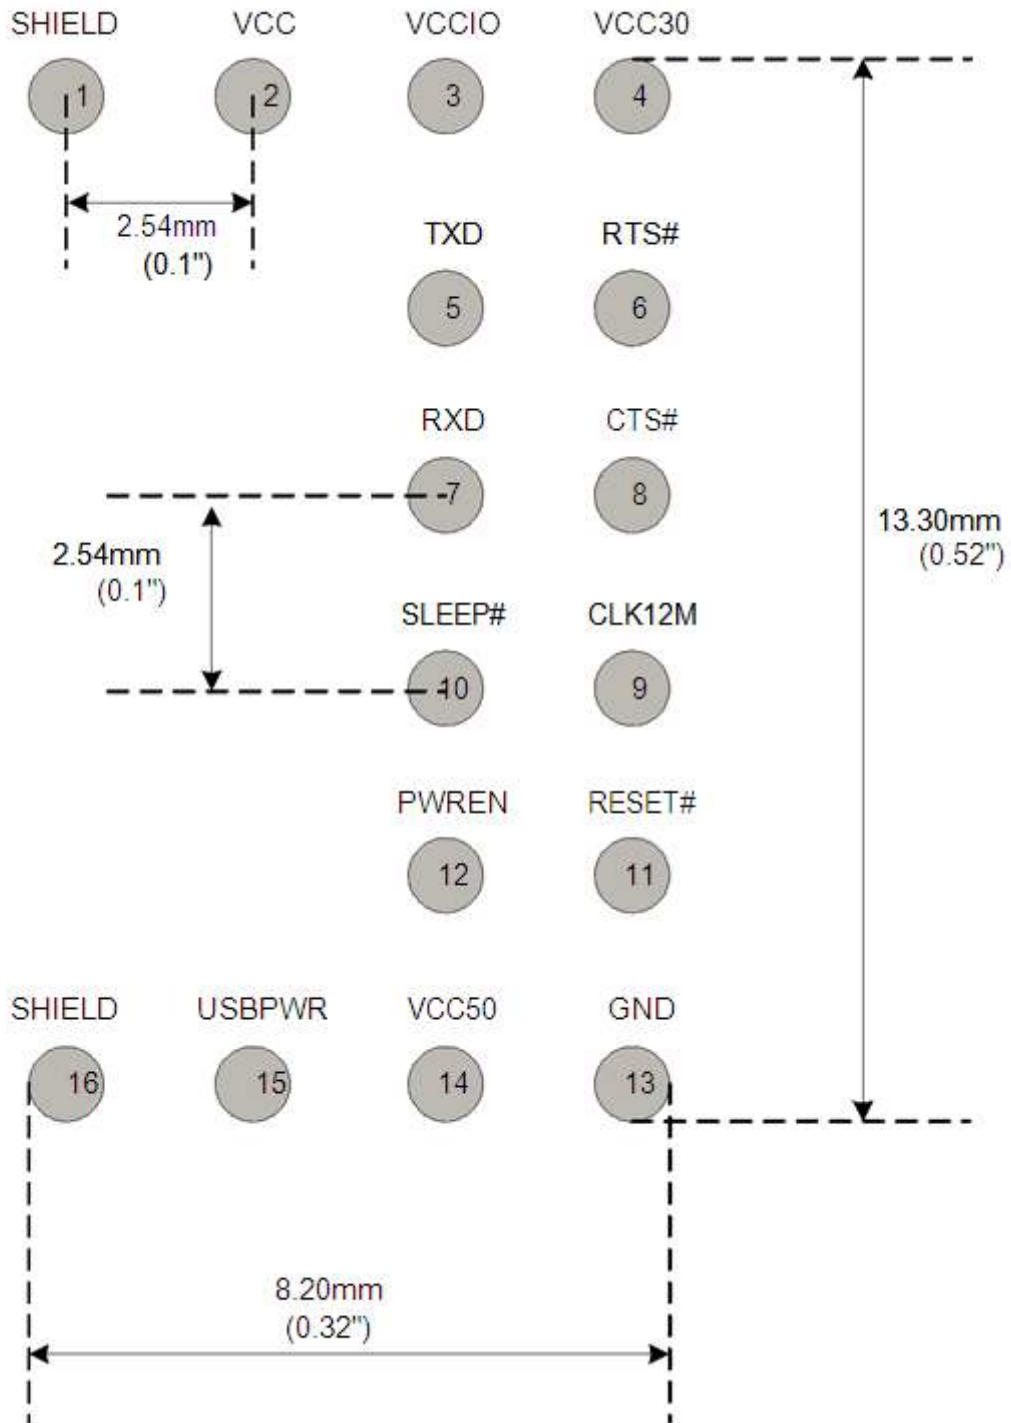 SHIELD VCC VCCIO VCC30
1 2 3 4
2.54mm
(0.1")
TXD RTS#
5 6
RXD CTS#
7 8
2.54mm
(0.1")
13.30mm
(0.52")
SLEEP# CLK12M
10 9
PWREN RESET#
12 11
SHIELD USBPWR VCC50 GND
16 15 14 13
8.20mm
(0.32")